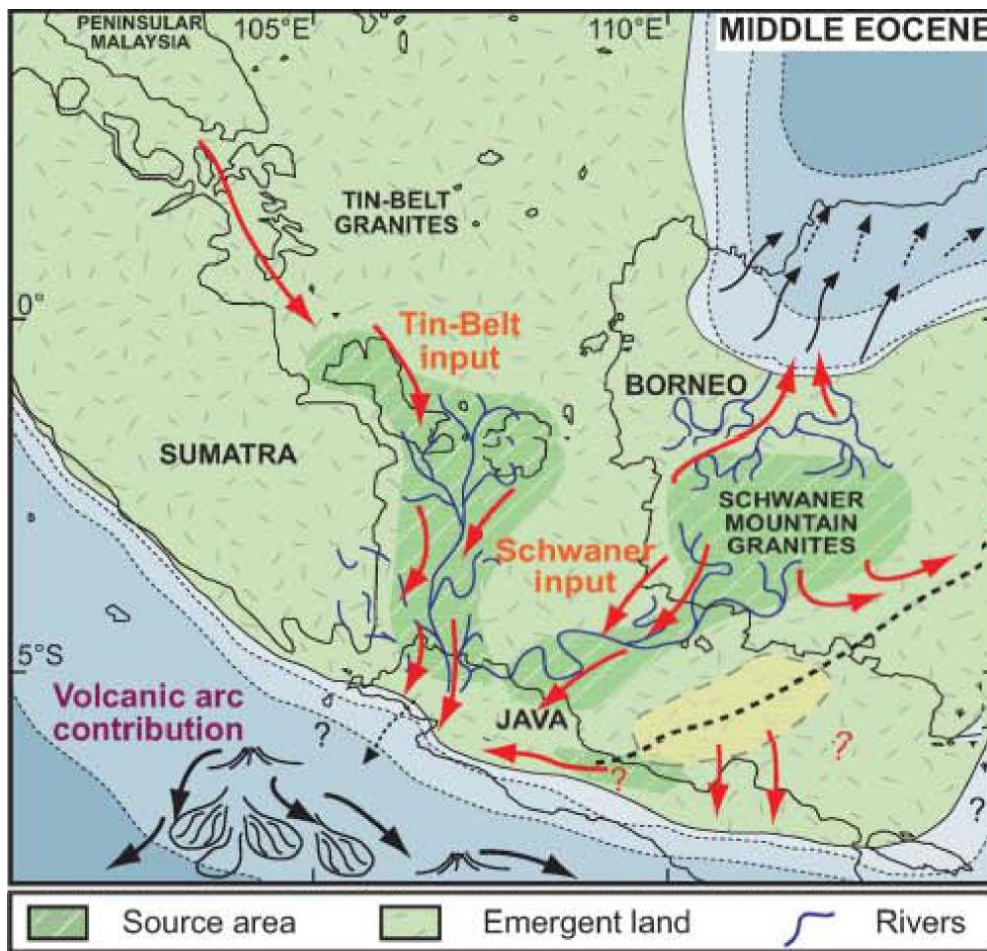 PENINSULAR
MALAYSIA
105°E
110°E
MIDDLE EOCENE
TIN-BELT
GRANITES
0°
Tin-Belt
input
BORNEO
SUMATRA
SCHWANER
MOUNTAIN
GRANITES
Schwaner
input
5°S
Volcanic arc
contribution
?
JAVA
?
?
?
Source area
Emergent land
Rivers